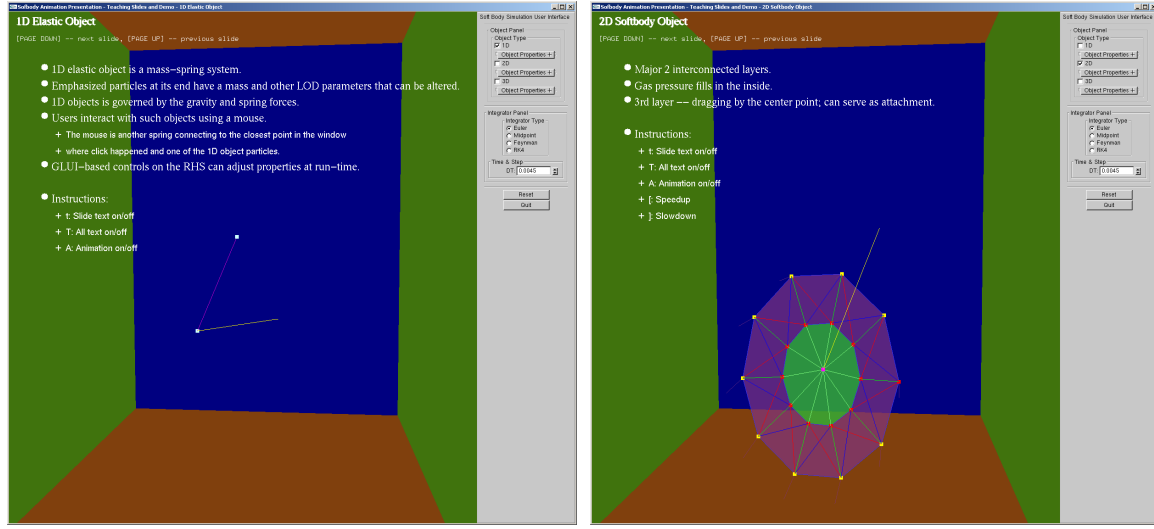 Softbody Animation Presentation - Teaching Slides and Demo - 1D Elastic Object
1D Elastic Object
[PAGE DOWN] -- next slide, [PAGE UP] -- previous slide
1D elastic object is a mass-spring system.
Emphasized particles at its end have a mass and other LOD parameters that can be altered.
1D objects is governed by the gravity and spring forces.
Users interact with such objects using a mouse.
+ The mouse is another spring connecting to the closest point in the window
+ where click happened and one of the 1D object particles.
GLUI-based controls on the RHS can adjust properties at run-time.
Instructions:
+ t: Slide text on/off
+ T: All text on/off
+ A: Animation on/off
Soft Body Simulation User Interface
Object Panel
Object Type
1D
Object Properties +
2D
Object Properties +
3D
Object Properties +
Integrator Panel
Integrator Type
Euler
Midpoint
Feynman
RK4
Time & Step
DT: 0.0045
Reset
Quit
Softbody Animation Presentation - Teaching Slides and Demo - 2D Softbody Object
2D Softbody Object
[PAGE DOWN] -- next slide, [PAGE UP] -- previous slide
Major 2 interconnected layers.
Gas pressure fills in the inside.
3rd layer -- dragging by the center point; can serve as attachment.
Instructions:
+ t: Slide text on/off
+ T: All text on/off
+ A: Animation on/off
+ [: Speedup
+ ]: Slowdown
Soft Body Simulation User Interface
Object Panel
Object Type
1D
Object Properties +
2D
Object Properties +
3D
Object Properties +
Integrator Panel
Integrator Type
Euler
Midpoint
Feynman
RK4
Time & Step
DT: 0.0045
Reset
Quit